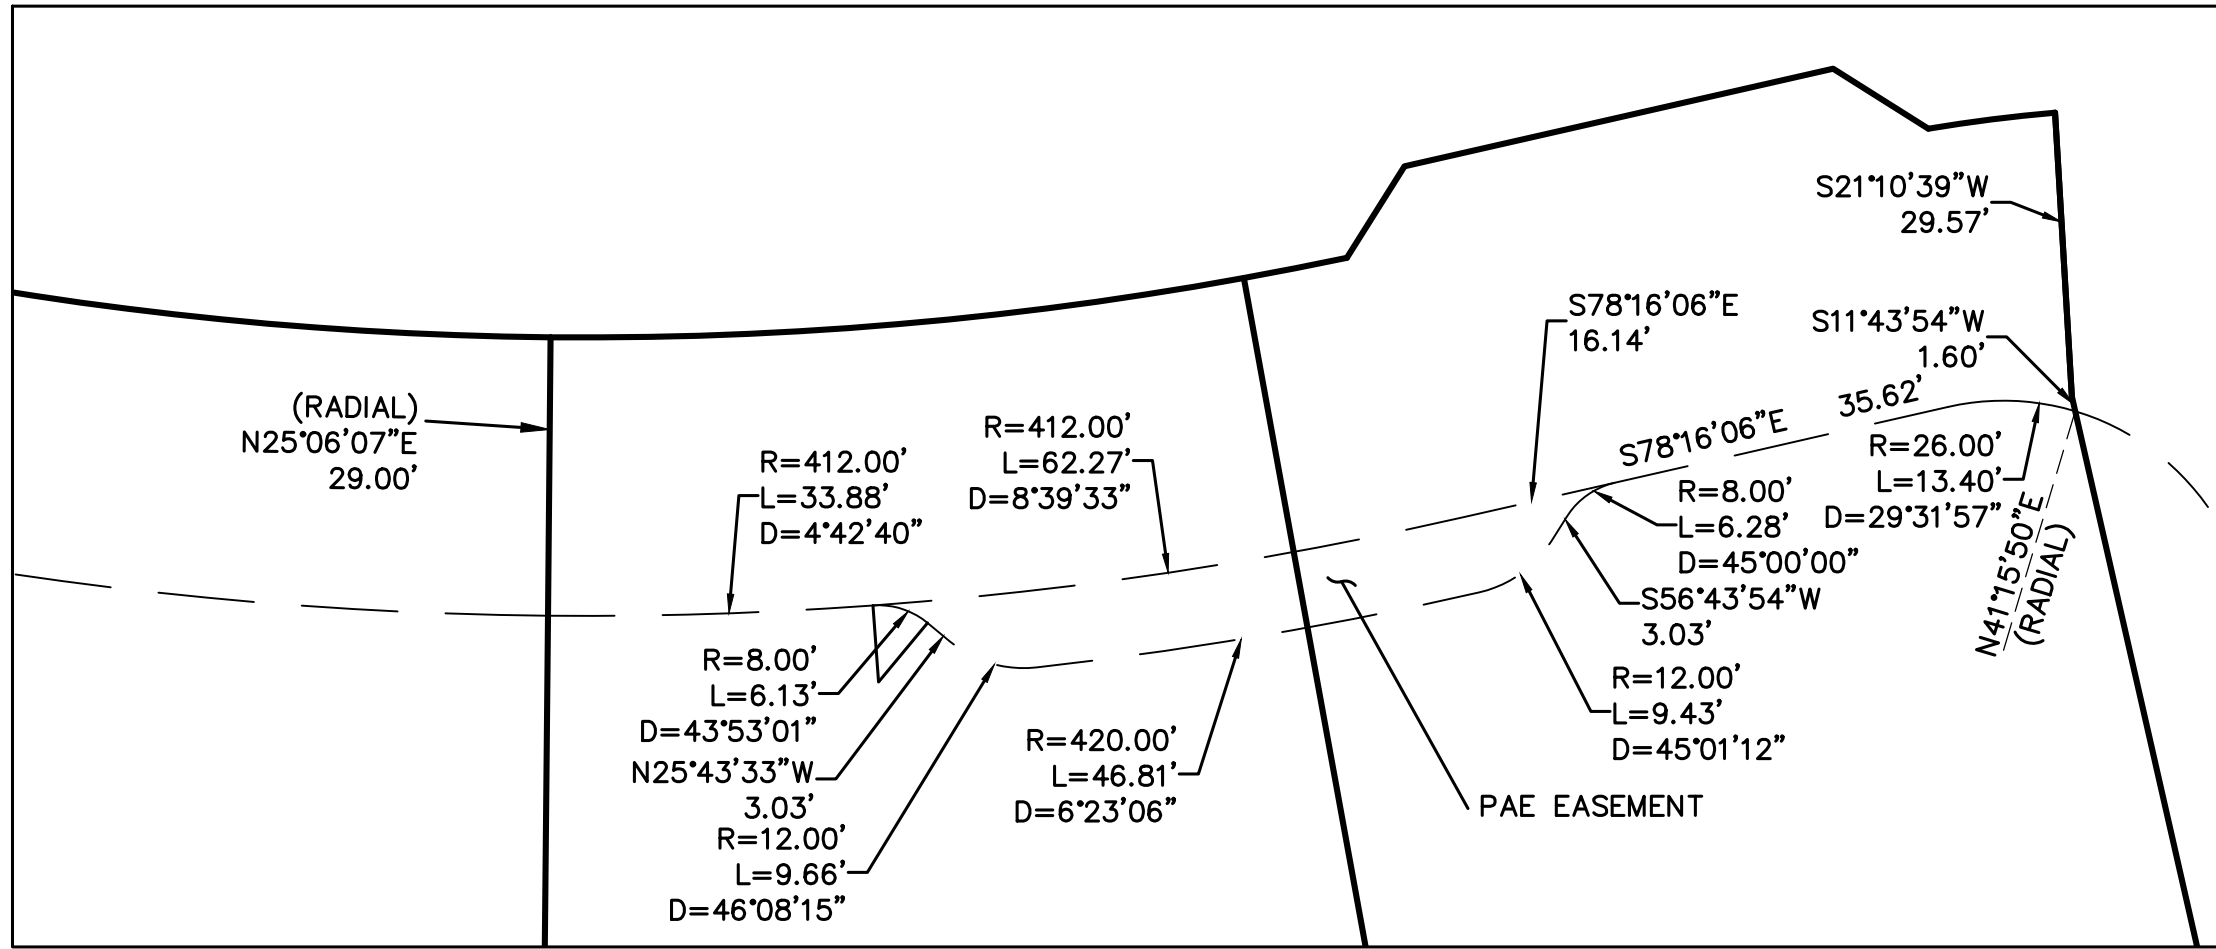 S21°10'39"W
29.57'
S78°16'06"E
16.14'
S11°43'54"W
1.60'
(RADIAL)
N25°06'07"E
29.00'
R=412.00'
L=33.88'
D=4°42'40"
R=412.00'
L=62.27'
D=8°39'33"
S78°16'06"E 35.62'
R=26.00'
L=13.40'
D=29°31'57"
R=8.00'
L=6.28'
D=45°00'00"
S56°43'54"W
3.03'
N41°15'50"E
(RADIAL)
R=8.00'
L=6.13'
D=43°53'01"
N25°43'33"W
3.03'
R=12.00'
L=9.66'
D=46°08'15"
R=420.00'
L=46.81'
D=6°23'06"
R=12.00'
L=9.43'
D=45°01'12"
PAE EASEMENT